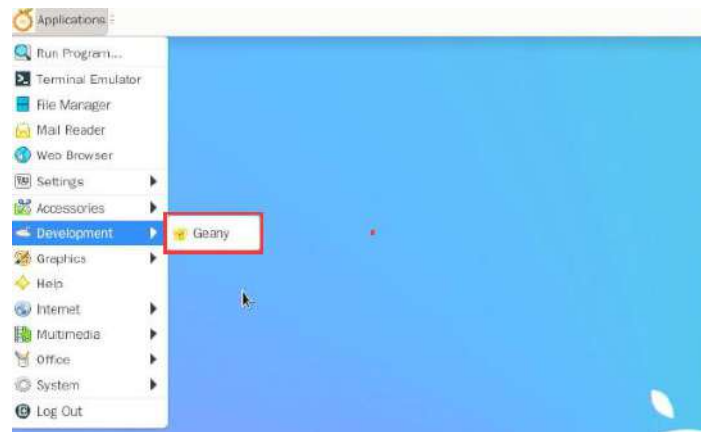 Applications
Run Program...
Terminal Emulator
File Manager
Mail Reader
Web Browser
Settings
Accessories
Development
Geany
Graphics
Help
Internet
Multimedia
Office
System
Log Out